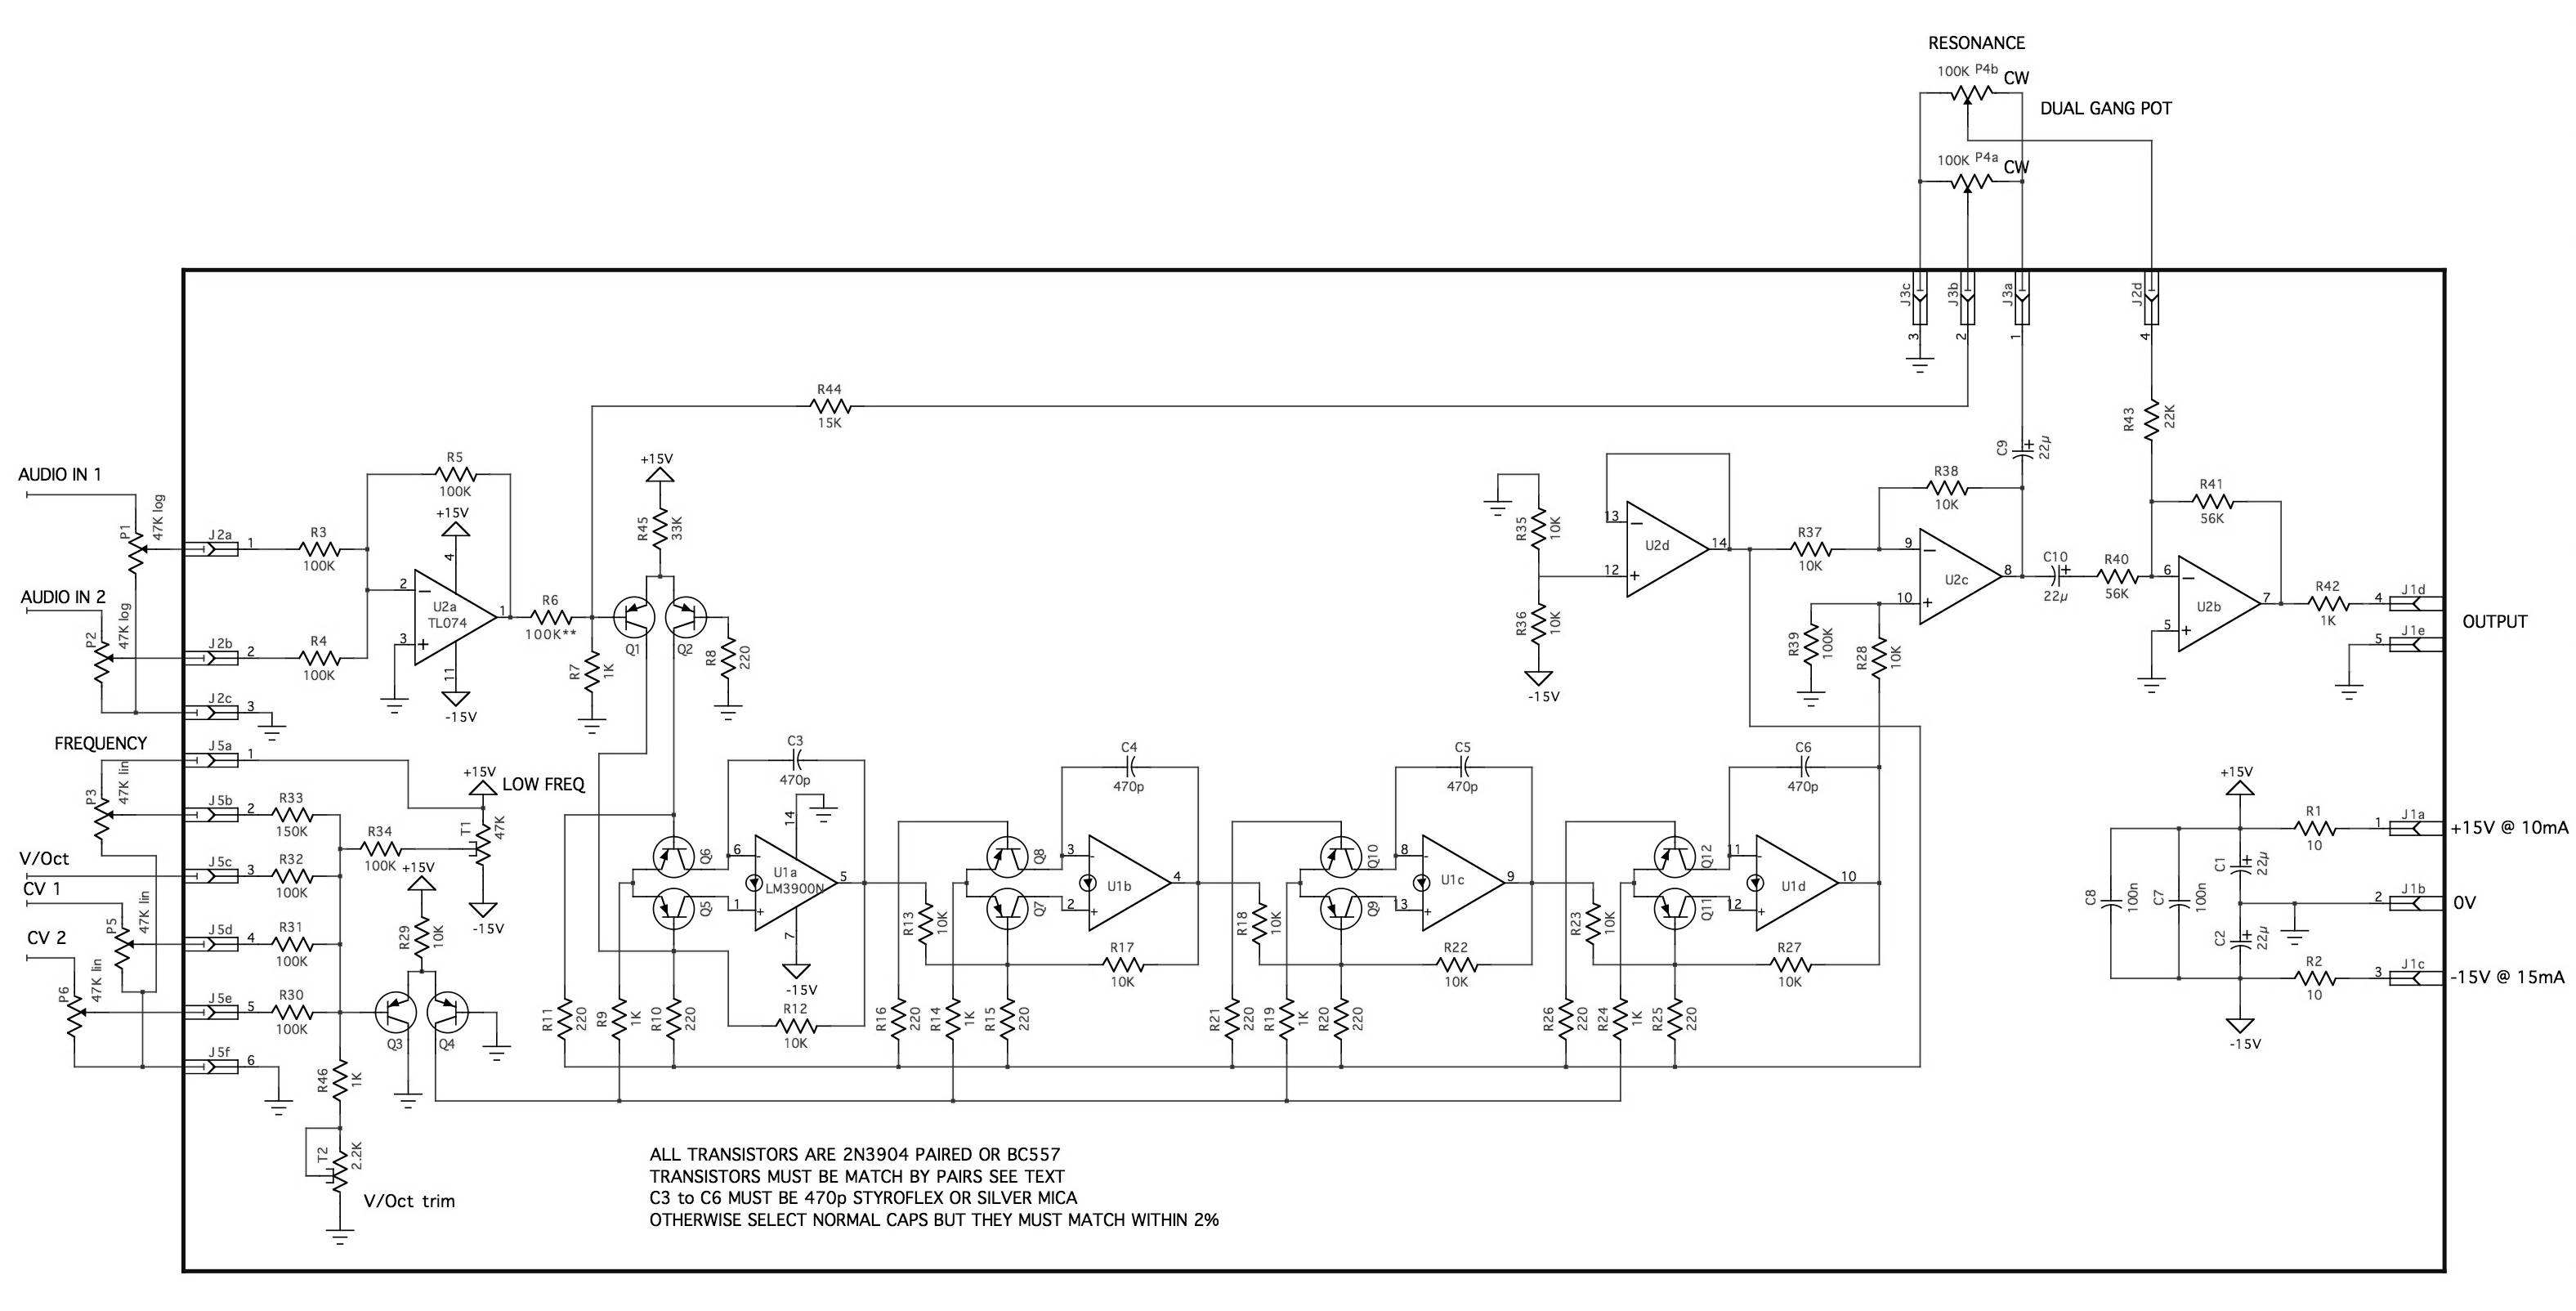 RESONANCE
100K P4b CW
DUAL GANG POT
100K P4a CW
J3c
J3b
J3a
J2d
3
2
1
4
R44
15K
R43
22K
C9
+
22µ
AUDIO IN 1
P1
47K log
J2a
1
R3
100K
R5
100K
+15V
4
2
-
U2a
TL074
3
+
11
-15V
1
AUDIO IN 2
P2
47K log
J2b
2
R4
100K
J2c
3
R6
100K**
R7
1K
+15V
R45
33K
Q1
Q2
R8
220
R35
10K
R36
10K
-15V
13
-
U2d
12
+
14
R37
10K
R38
10K
9
-
U2c
10
+
8
R39
100K
R28
10K
C10
+
22µ
R40
56K
R41
56K
6
-
U2b
5
+
7
R42
1K
4
J1d
5
J1e
OUTPUT
FREQUENCY
P3
47K lin
J5a
1
J5b
2
R33
150K
+15V
LOW FREQ
T1
47K
-15V
R34
100K
V/Oct
J5c
3
R32
100K
CV 1
P5
47K lin
J5d
4
R31
100K
CV 2
P6
47K lin
J5e
5
R30
100K
J5f
6
+15V
R29
10K
Q3
Q4
R46
1K
T2
2.2K
V/Oct trim
C3
470p
14
6
-
U1a
LM3900N
1
+
5
7
-15V
Q6
Q5
R11
220
R9
1K
R10
220
R12
10K
C4
470p
3
-
U1b
2
+
4
Q8
Q7
R13
10K
R17
10K
R16
220
R14
1K
R15
220
C5
470p
8
-
U1c
13
+
9
Q10
Q9
R18
10K
R22
10K
R21
220
R19
1K
R20
220
C6
470p
11
-
U1d
12
+
10
Q12
Q11
R23
10K
R27
10K
R26
220
R24
1K
R25
220
+15V
R1
10
1
J1a
+15V @ 10mA
C8
100n
C7
100n
C1
+
22µ
2
J1b
0V
C2
+
22µ
R2
10
3
J1c
-15V @ 15mA
-15V
ALL TRANSISTORS ARE 2N3904 PAIRED OR BC557
TRANSISTORS MUST BE MATCH BY PAIRS SEE TEXT
C3 to C6 MUST BE 470p STYROFLEX OR SILVER MICA
OTHERWISE SELECT NORMAL CAPS BUT THEY MUST MATCH WITHIN 2%